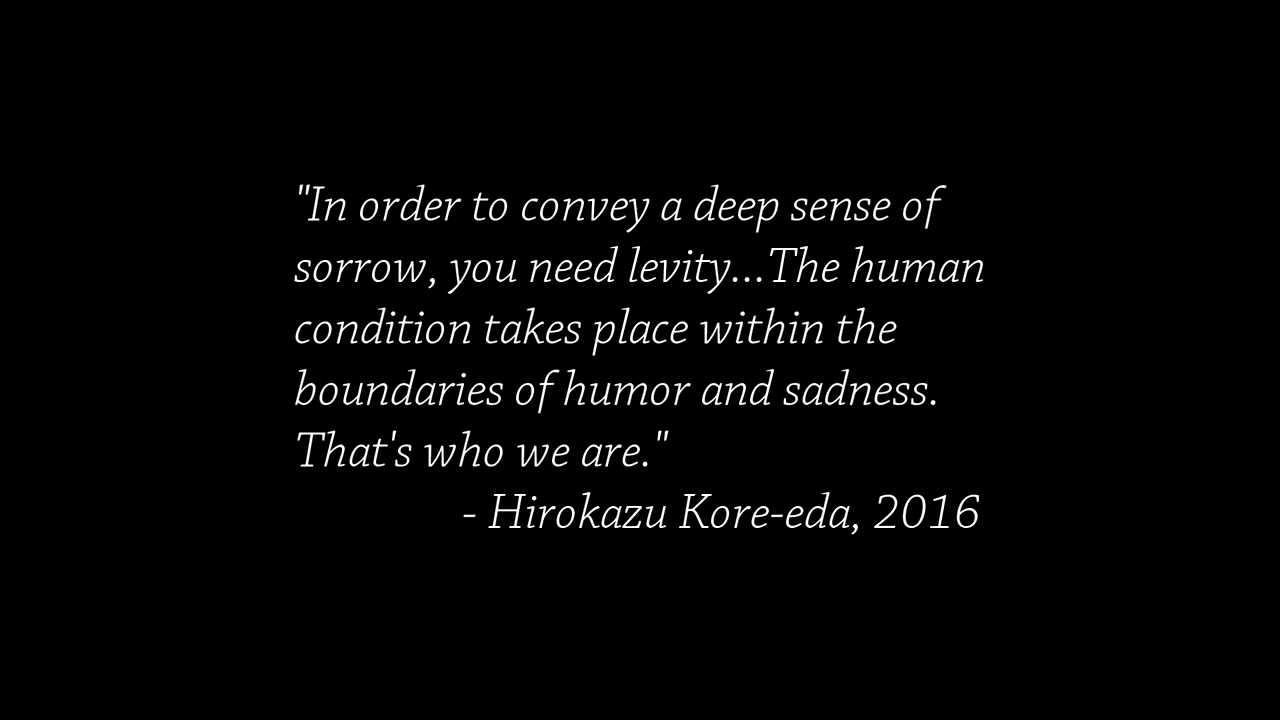 "In order to convey a deep sense of
sorrow, you need levity...The human
condition takes place within the
boundaries of humor and sadness.
That's who we are."
- Hirokazu Kore-eda, 2016